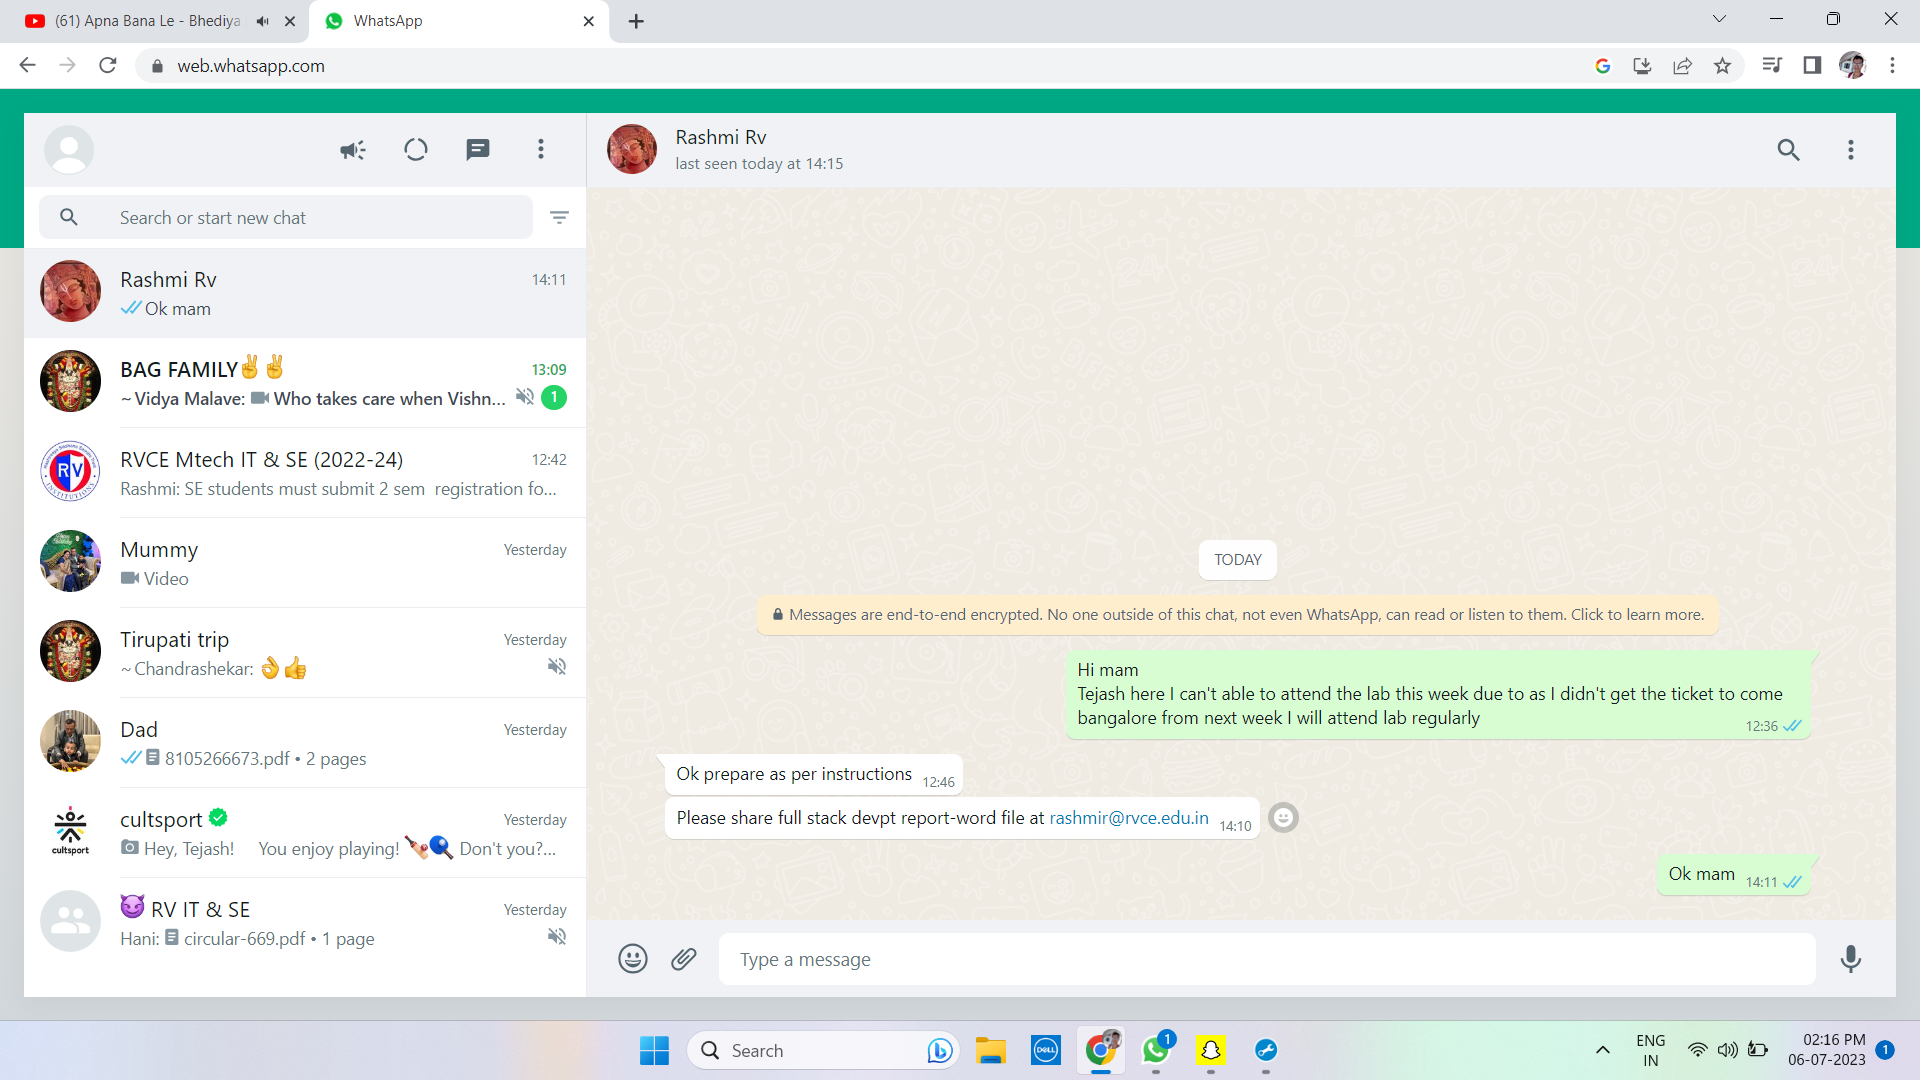 (61) Apna Bana Le - Bhediya
WhatsApp
web.whatsapp.com
Rashmi Rv
last seen today at 14:15
Search or start new chat
Rashmi Rv
14:11
Ok mam
BAG FAMILY✌✌
13:09
~ Vidya Malave: Who takes care when Vishn...
1
RVCE Mtech IT & SE (2022-24)
12:42
Rashmi: SE students must submit 2 sem registration fo...
Mummy
Yesterday
Video
Tirupati trip
Yesterday
~ Chandrashekar: 👌👍
Dad
Yesterday
8105266673.pdf • 2 pages
cultsport
cultsport
Yesterday
Hey, Tejash! You enjoy playing! 🏏🏓 Don't you?...
😈 RV IT & SE
Yesterday
Hani: circular-669.pdf • 1 page
TODAY
Messages are end-to-end encrypted. No one outside of this chat, not even WhatsApp, can read or listen to them. Click to learn more.
Hi mam
Tejash here I can't able to attend the lab this week due to as I didn't get the ticket to come
bangalore from next week I will attend lab regularly
12:36
Ok prepare as per instructions 12:46
Please share full stack devpt report-word file at rashmir@rvce.edu.in 14:10
Ok mam 14:11
Type a message
Search
DELL
1
ENG
IN
02:16 PM
06-07-2023
1